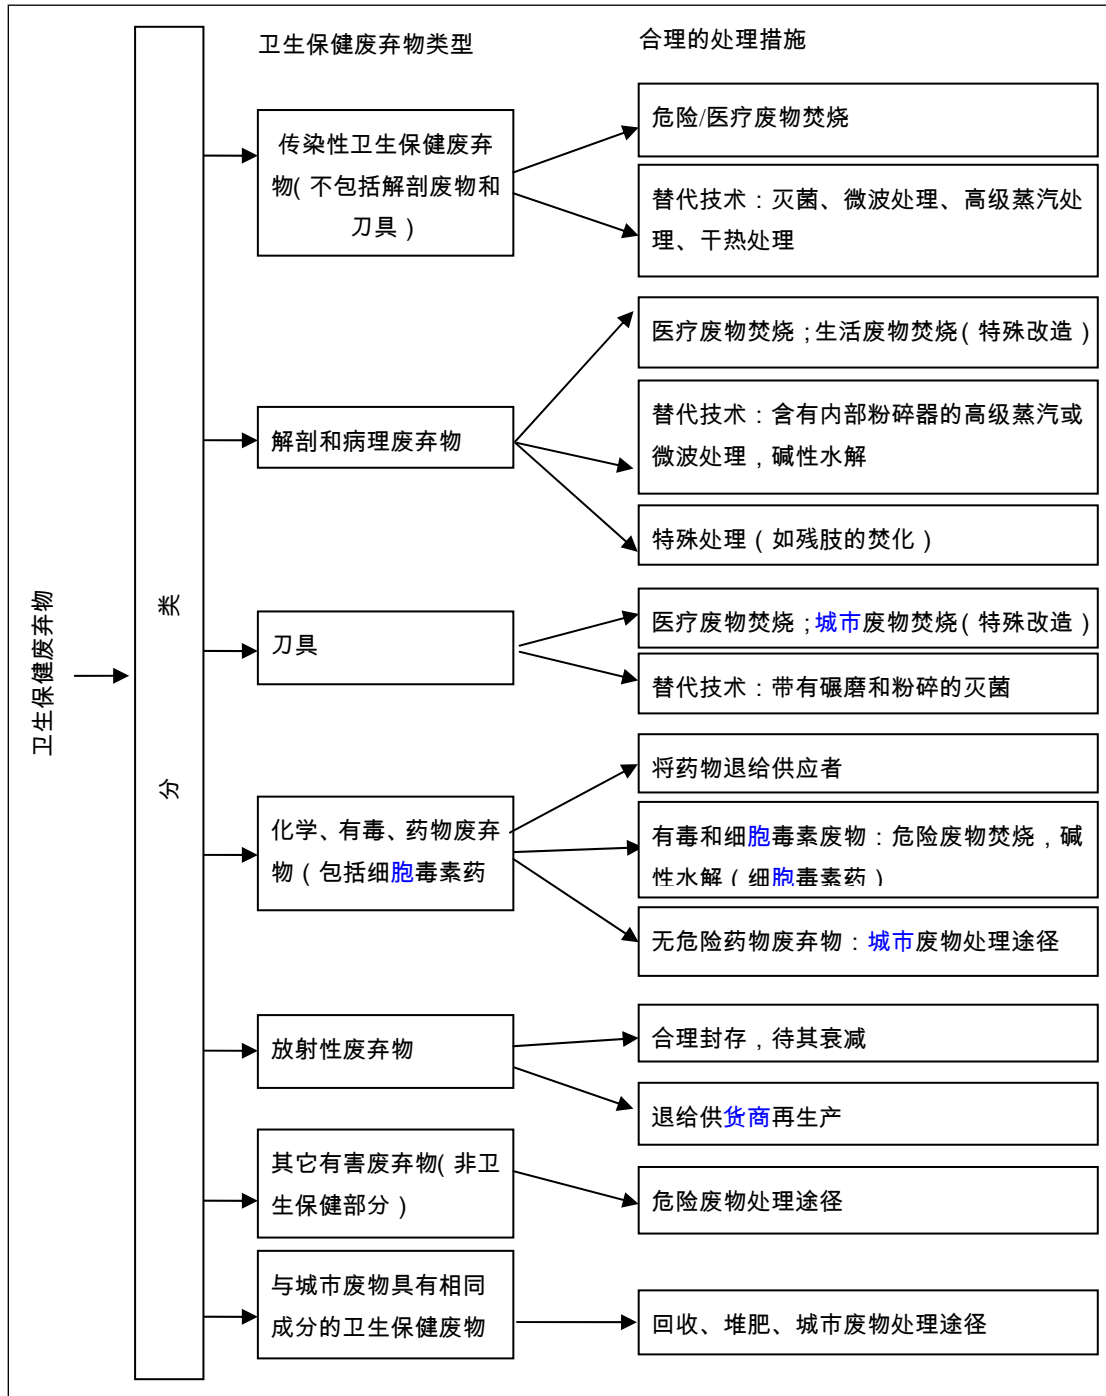 卫生保健废弃物类型
合理的处理措施
卫生保健废弃物
分类
传染性卫生保健废弃
物(不包括解剖废物和
刀具)
危险/医疗废物焚烧
替代技术:灭菌、微波处理、高级蒸汽处
理、干热处理
解剖和病理废弃物
医疗废物焚烧;生活废物焚烧(特殊改造)
替代技术:含有内部粉碎器的高级蒸汽或
微波处理,碱性水解
特殊处理(如残肢的焚化)
刀具
医疗废物焚烧;城市废物焚烧(特殊改造)
替代技术:带有碾磨和粉碎的灭菌
化学、有毒、药物废弃
物(包括细胞毒素药
将药物退给供应者
有毒和细胞毒素废物:危险废物焚烧,碱
性水解(细胞毒素药)
无危险药物废弃物:城市废物处理途径
放射性废弃物
合理封存,待其衰减
退给供货商再生产
其它有害废弃物(非卫
生保健部分)
危险废物处理途径
与城市废物具有相同
成分的卫生保健废物
回收、堆肥、城市废物处理途径